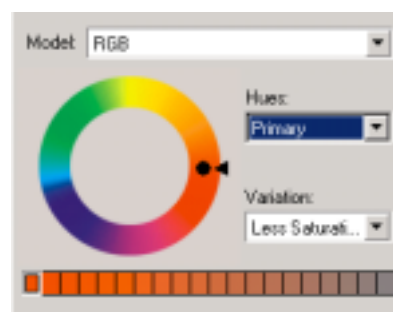 Model: RGB
Hues:
Primary
Variation:
Less Saturati...